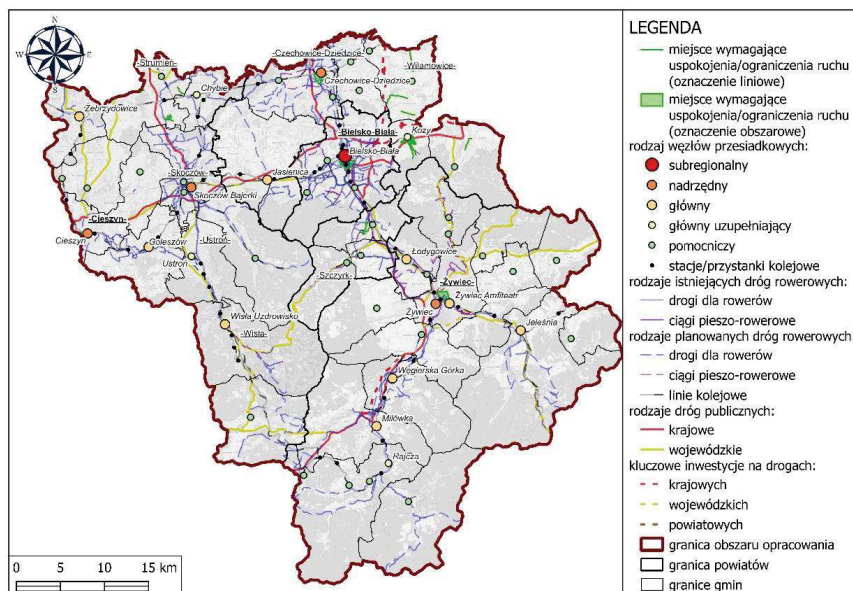 N
W
E
S
-Strumień-
Chybie
-Czechowice-Dziedzice-
Czechowice-Dziedzice
-Wilamowice-
Zebrzydowice
-Bielsko-Biała-
Bielsko-Biała
Kozy
Jasienica
-Skoczów-
Skoczów Bajerki
-Cieszyn-
Cieszyn
Goleszów
-Ustroń-
Ustroń
-Szczyrk-
Łodygowice
-Żywiec-
Żywiec Amfiteatr
Żywiec
Jeleśnia
Wisła Uzdrowisko
-Wisła-
Węgierska Górka
Milówka
Rajcza
0 5 10 15 km
LEGENDA
miejsce wymagające
uspokojenia/ograniczenia ruchu
(oznaczenie liniowe)
miejsce wymagające
uspokojenia/ograniczenia ruchu
(oznaczenie obszarowe)
rodzaj węzłów przesiadkowych:
subregionalny
nadrzędny
główny
główny uzupełniający
pomocniczy
stacje/przystanki kolejowe
rodzaje istniejących dróg rowerowych:
drogi dla rowerów
ciągi pieszo-rowerowe
rodzaje planowanych dróg rowerowych:
drogi dla rowerów
ciągi pieszo-rowerowe
linie kolejowe
rodzaje dróg publicznych:
krajowe
wojewódzkie
kluczowe inwestycje na drogach:
krajowych
wojewódzkich
powiatowych
granica obszaru opracowania
granica powiatów
granice gmin